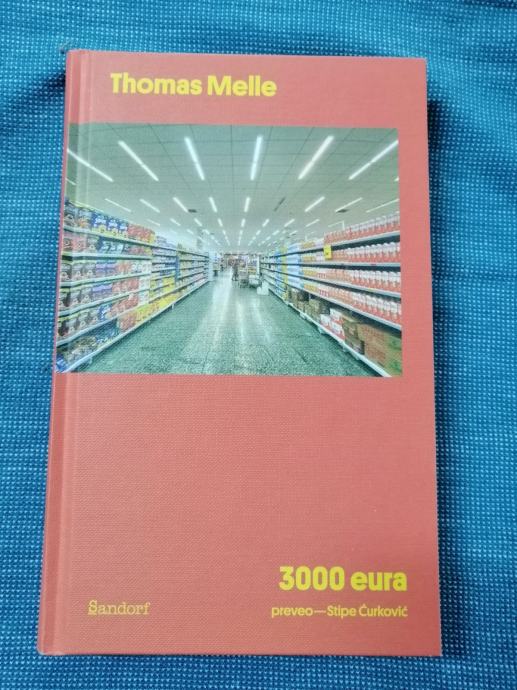 Thomas Melle
3000 eura
preveo—Stipe Ćurković
Sandorf